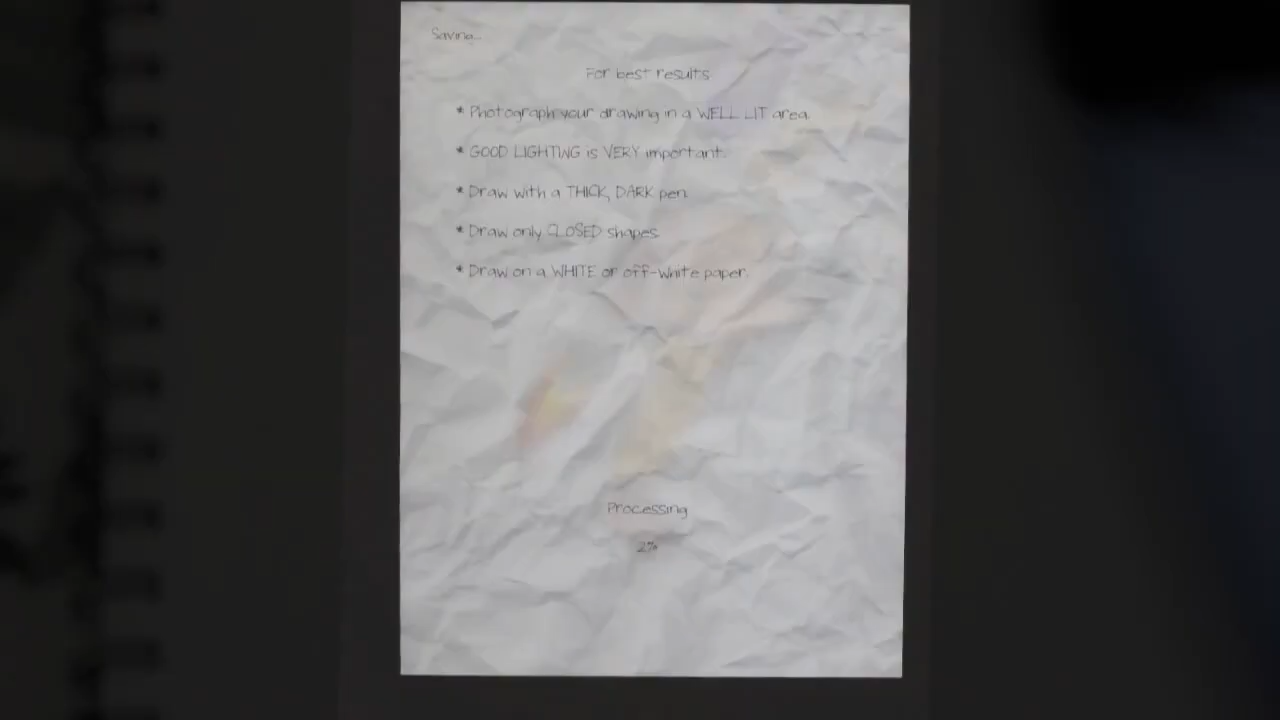 Saving...
For best results:
* Photograph your drawing in a WELL LIT area.
* GOOD LIGHTING is VERY important.
* Draw with a THICK, DARK pen.
* Draw only CLOSED shapes.
* Draw on a WHITE or off-white paper.
Processing
2%